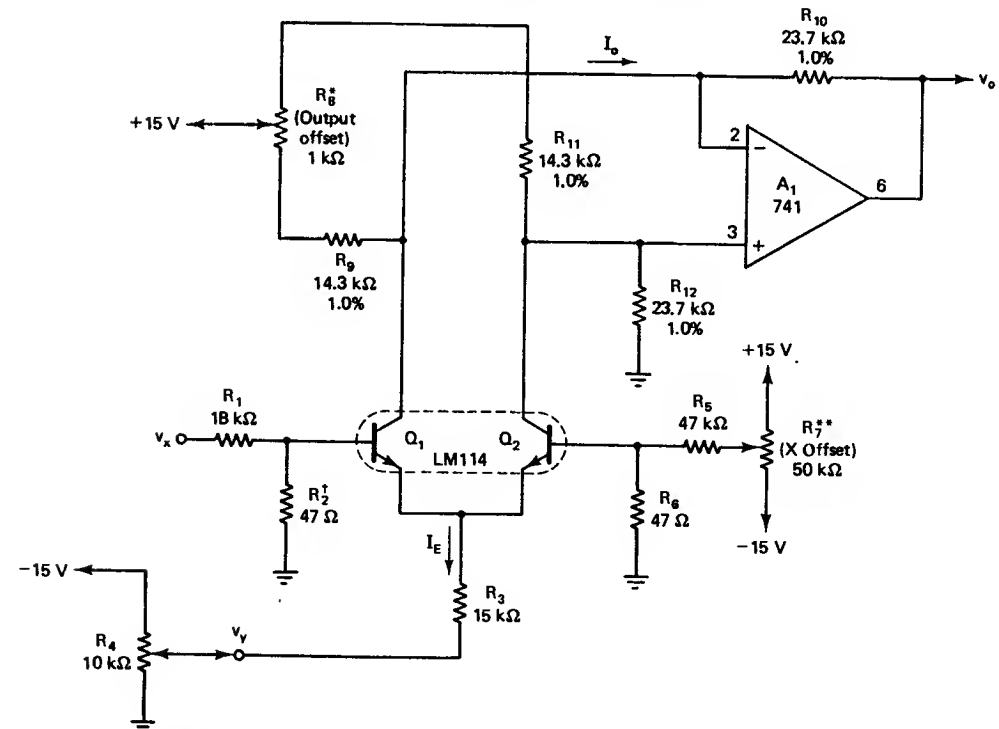 R10
23.7 kΩ
1.0%
Io
vo
+15 V
R8*
(Output
offset)
1 kΩ
R11
14.3 kΩ
1.0%
2
−
A1
741
6
3
+
R9
14.3 kΩ
1.0%
R12
23.7 kΩ
1.0%
+15 V
R1
18 kΩ
vx
Q1
Q2
LM114
R5
47 kΩ
R7**
(X Offset)
50 kΩ
R2†
47 Ω
R6
47 Ω
−15 V
IE
−15 V
R3
15 kΩ
R4
10 kΩ
vy